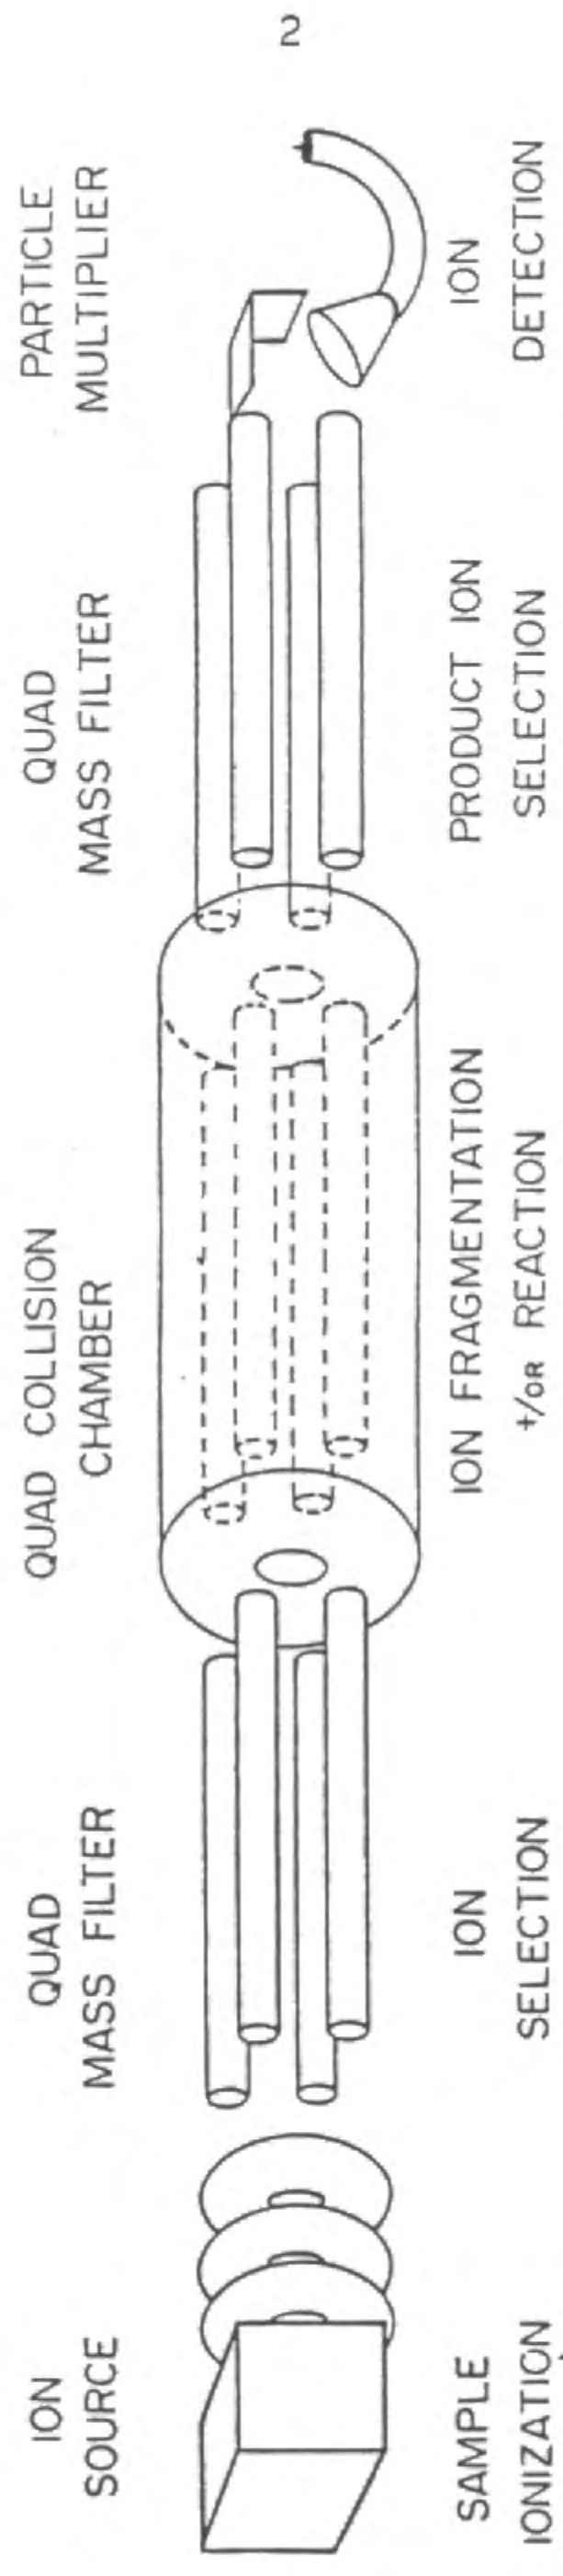 2
ION
SOURCE
QUAD
MASS FILTER
QUAD COLLISION
CHAMBER
QUAD
MASS FILTER
PARTICLE
MULTIPLIER
SAMPLE
IONIZATION
ION
SELECTION
ION FRAGMENTATION
+/OR REACTION
PRODUCT ION
SELECTION
ION
DETECTION